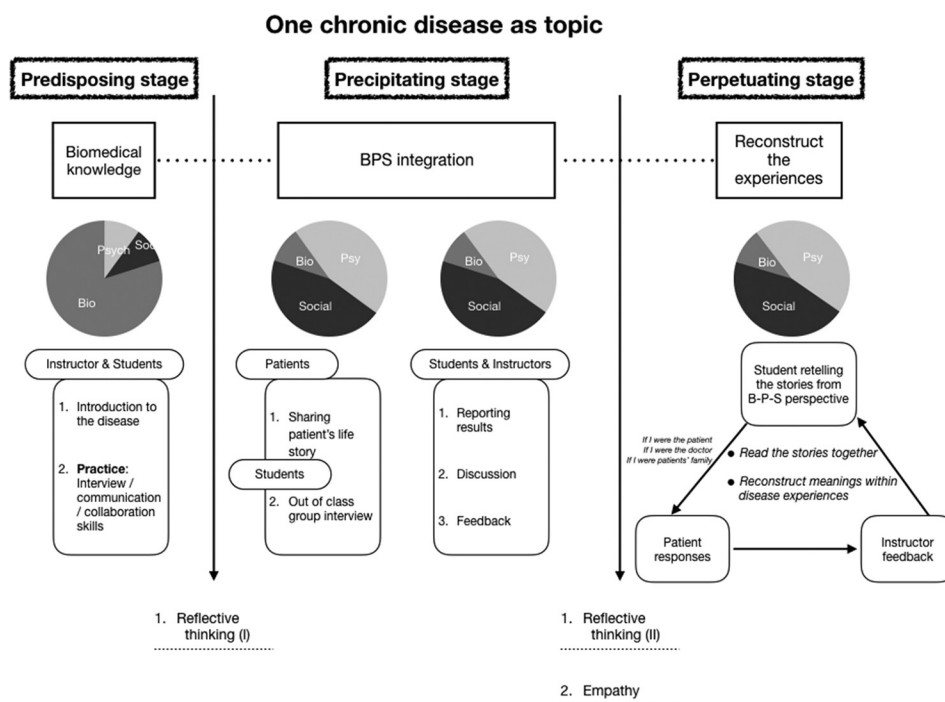 One chronic disease as topic
Predisposing stage
Precipitating stage
Perpetuating stage
Biomedical
knowledge
BPS integration
Reconstruct
the
experiences
Psych
Soc
Bio
Bio
Psy
Social
Bio
Psy
Social
Bio
Psy
Social
Instructor & Students
1. Introduction to
the disease
2. Practice:
Interview /
communication
/ collaboration
skills
Patients
1. Sharing
patient's life
story
Students
2. Out of class
group interview
Students & Instructors
1. Reporting
results
2. Discussion
3. Feedback
Student retelling
the stories from
B-P-S perspective
If I were the patient
If I were the doctor
If I were patients' family
● Read the stories together
● Reconstruct meanings within
disease experiences
Patient
responses
Instructor
feedback
1. Reflective
thinking (I)
1. Reflective
thinking (II)
2. Empathy